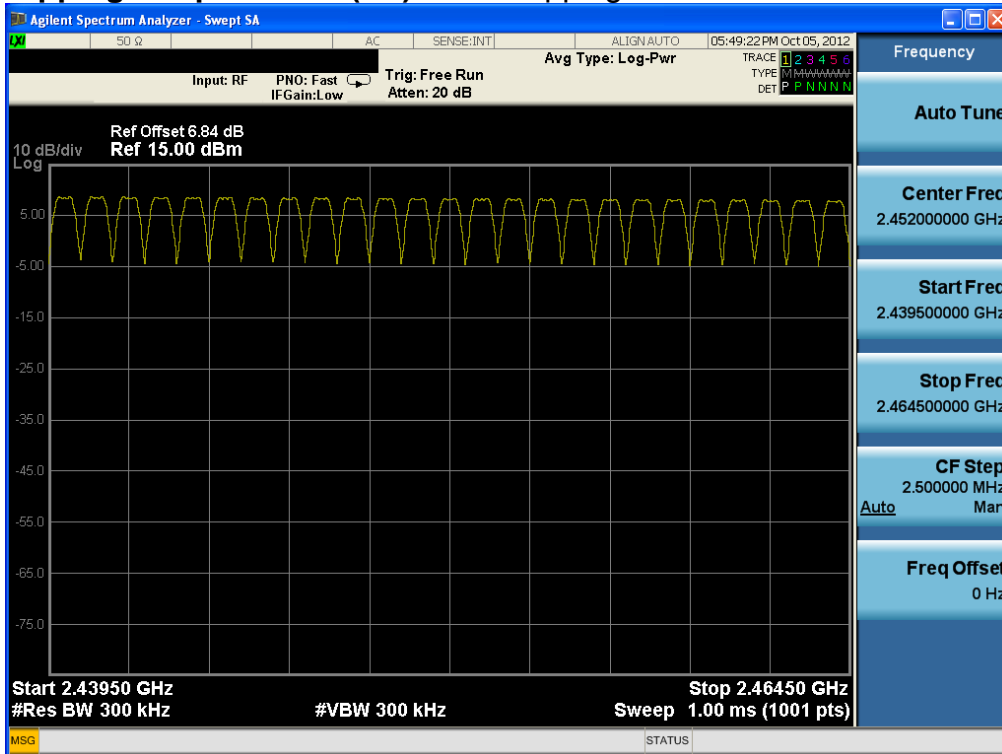 Agilent Spectrum Analyzer - Swept SA
LXI 50 Ω AC SENSE:INT ALIGN AUTO 05:49:22 PM Oct 05, 2012
Input: RF PNO: Fast Trig: Free Run Avg Type: Log-Pwr TRACE 1 2 3 4 5 6
IFGain:Low Atten: 20 dB TYPE M MWWWWW
DET P P N N N N
Frequency
Auto Tune
Ref Offset 6.84 dB
10 dB/div Ref 15.00 dBm
Log
5.00
-5.00
-15.0
-25.0
-35.0
-45.0
-55.0
-65.0
-75.0
Center Freq
2.452000000 GHz
Start Freq
2.439500000 GHz
Stop Freq
2.464500000 GHz
CF Step
2.500000 MHz
Auto Man
Freq Offset
0 Hz
Start 2.43950 GHz Stop 2.46450 GHz
#Res BW 300 kHz #VBW 300 kHz Sweep 1.00 ms (1001 pts)
MSG STATUS